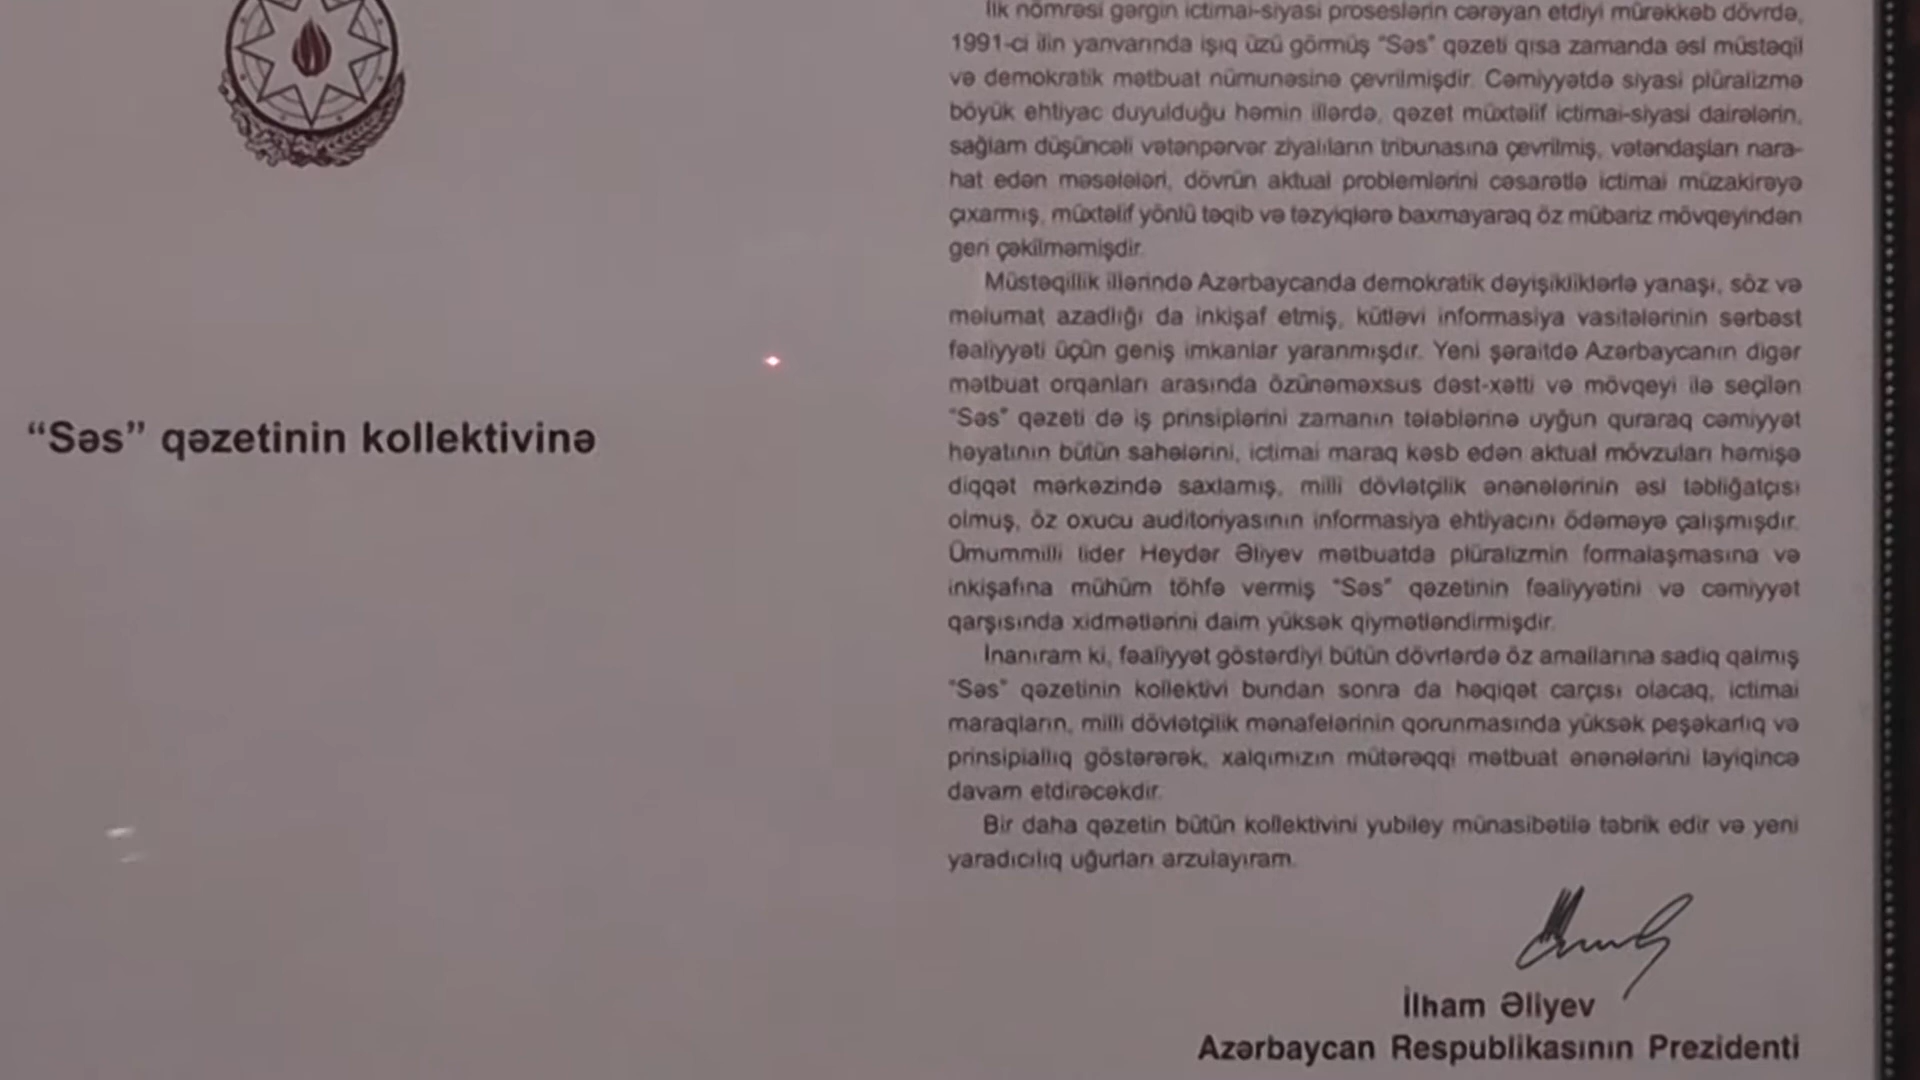 "Səs" qəzetinin kollektivinə
İlk nömrəsi gərgin ictimai-siyasi proseslərin cərəyan etdiyi mürəkkəb dövrdə,
1991-ci ilin yanvarında işıq üzü görmüş "Səs" qəzeti qısa zamanda əsl müstəqil
və demokratik mətbuat nümunəsinə çevrilmişdir. Cəmiyyətdə siyasi plüralizmə
böyük ehtiyac duyulduğu həmin illərdə, qəzet müxtəlif ictimai-siyasi dairələrin,
sağlam düşüncəli vətənpərvər ziyalıların tribunasına çevrilmiş, vətəndaşları nara-
hat edən məsələləri, dövrün aktual problemlərini cəsarətlə ictimai müzakirəyə
çıxarmış, müxtəlif yönlü təqib və təzyiqlərə baxmayaraq öz mübariz mövqeyindən
geri çəkilməmişdir.
Müstəqillik illərində Azərbaycanda demokratik dəyişikliklərlə yanaşı, söz və
məlumat azadlığı da inkişaf etmiş, kütləvi informasiya vasitələrinin sərbəst
fəaliyyəti üçün geniş imkanlar yaranmışdır. Yeni şəraitdə Azərbaycanın digər
mətbuat orqanları arasında özünəməxsus dəst-xətti və mövqeyi ilə seçilən
"Səs" qəzeti də iş prinsiplərini zamanın tələblərinə uyğun quraraq cəmiyyət
həyatının bütün sahələrini, ictimai maraq kəsb edən aktual mövzuları həmişə
diqqət mərkəzində saxlamış, milli dövlətçilik ənənələrinin əsl təbliğatçısı
olmuş, öz oxucu auditoriyasının informasiya ehtiyacını ödəməyə çalışmışdır.
Ümummilli lider Heydər Əliyev mətbuatda plüralizmin formalaşmasına və
inkişafına mühüm töhfə vermiş "Səs" qəzetinin fəaliyyətini və cəmiyyət
qarşısında xidmətlərini daim yüksək qiymətləndirmişdir.
İnanıram ki, fəaliyyət göstərdiyi bütün dövrlərdə öz amallarına sadiq qalmış
"Səs" qəzetinin kollektivi bundan sonra da həqiqət carçısı olacaq, ictimai
maraqların, milli dövlətçilik mənafelərinin qorunmasında yüksək peşəkarlıq və
prinsipiallıq göstərərək, xalqımızın mütərəqqi mətbuat ənənələrini layiqincə
davam etdirəcəkdir.
Bir daha qəzetin bütün kollektivini yubiley münasibətilə təbrik edir və yeni
yaradıcılıq uğurları arzulayıram.
İlham Əliyev
Azərbaycan Respublikasının Prezidenti